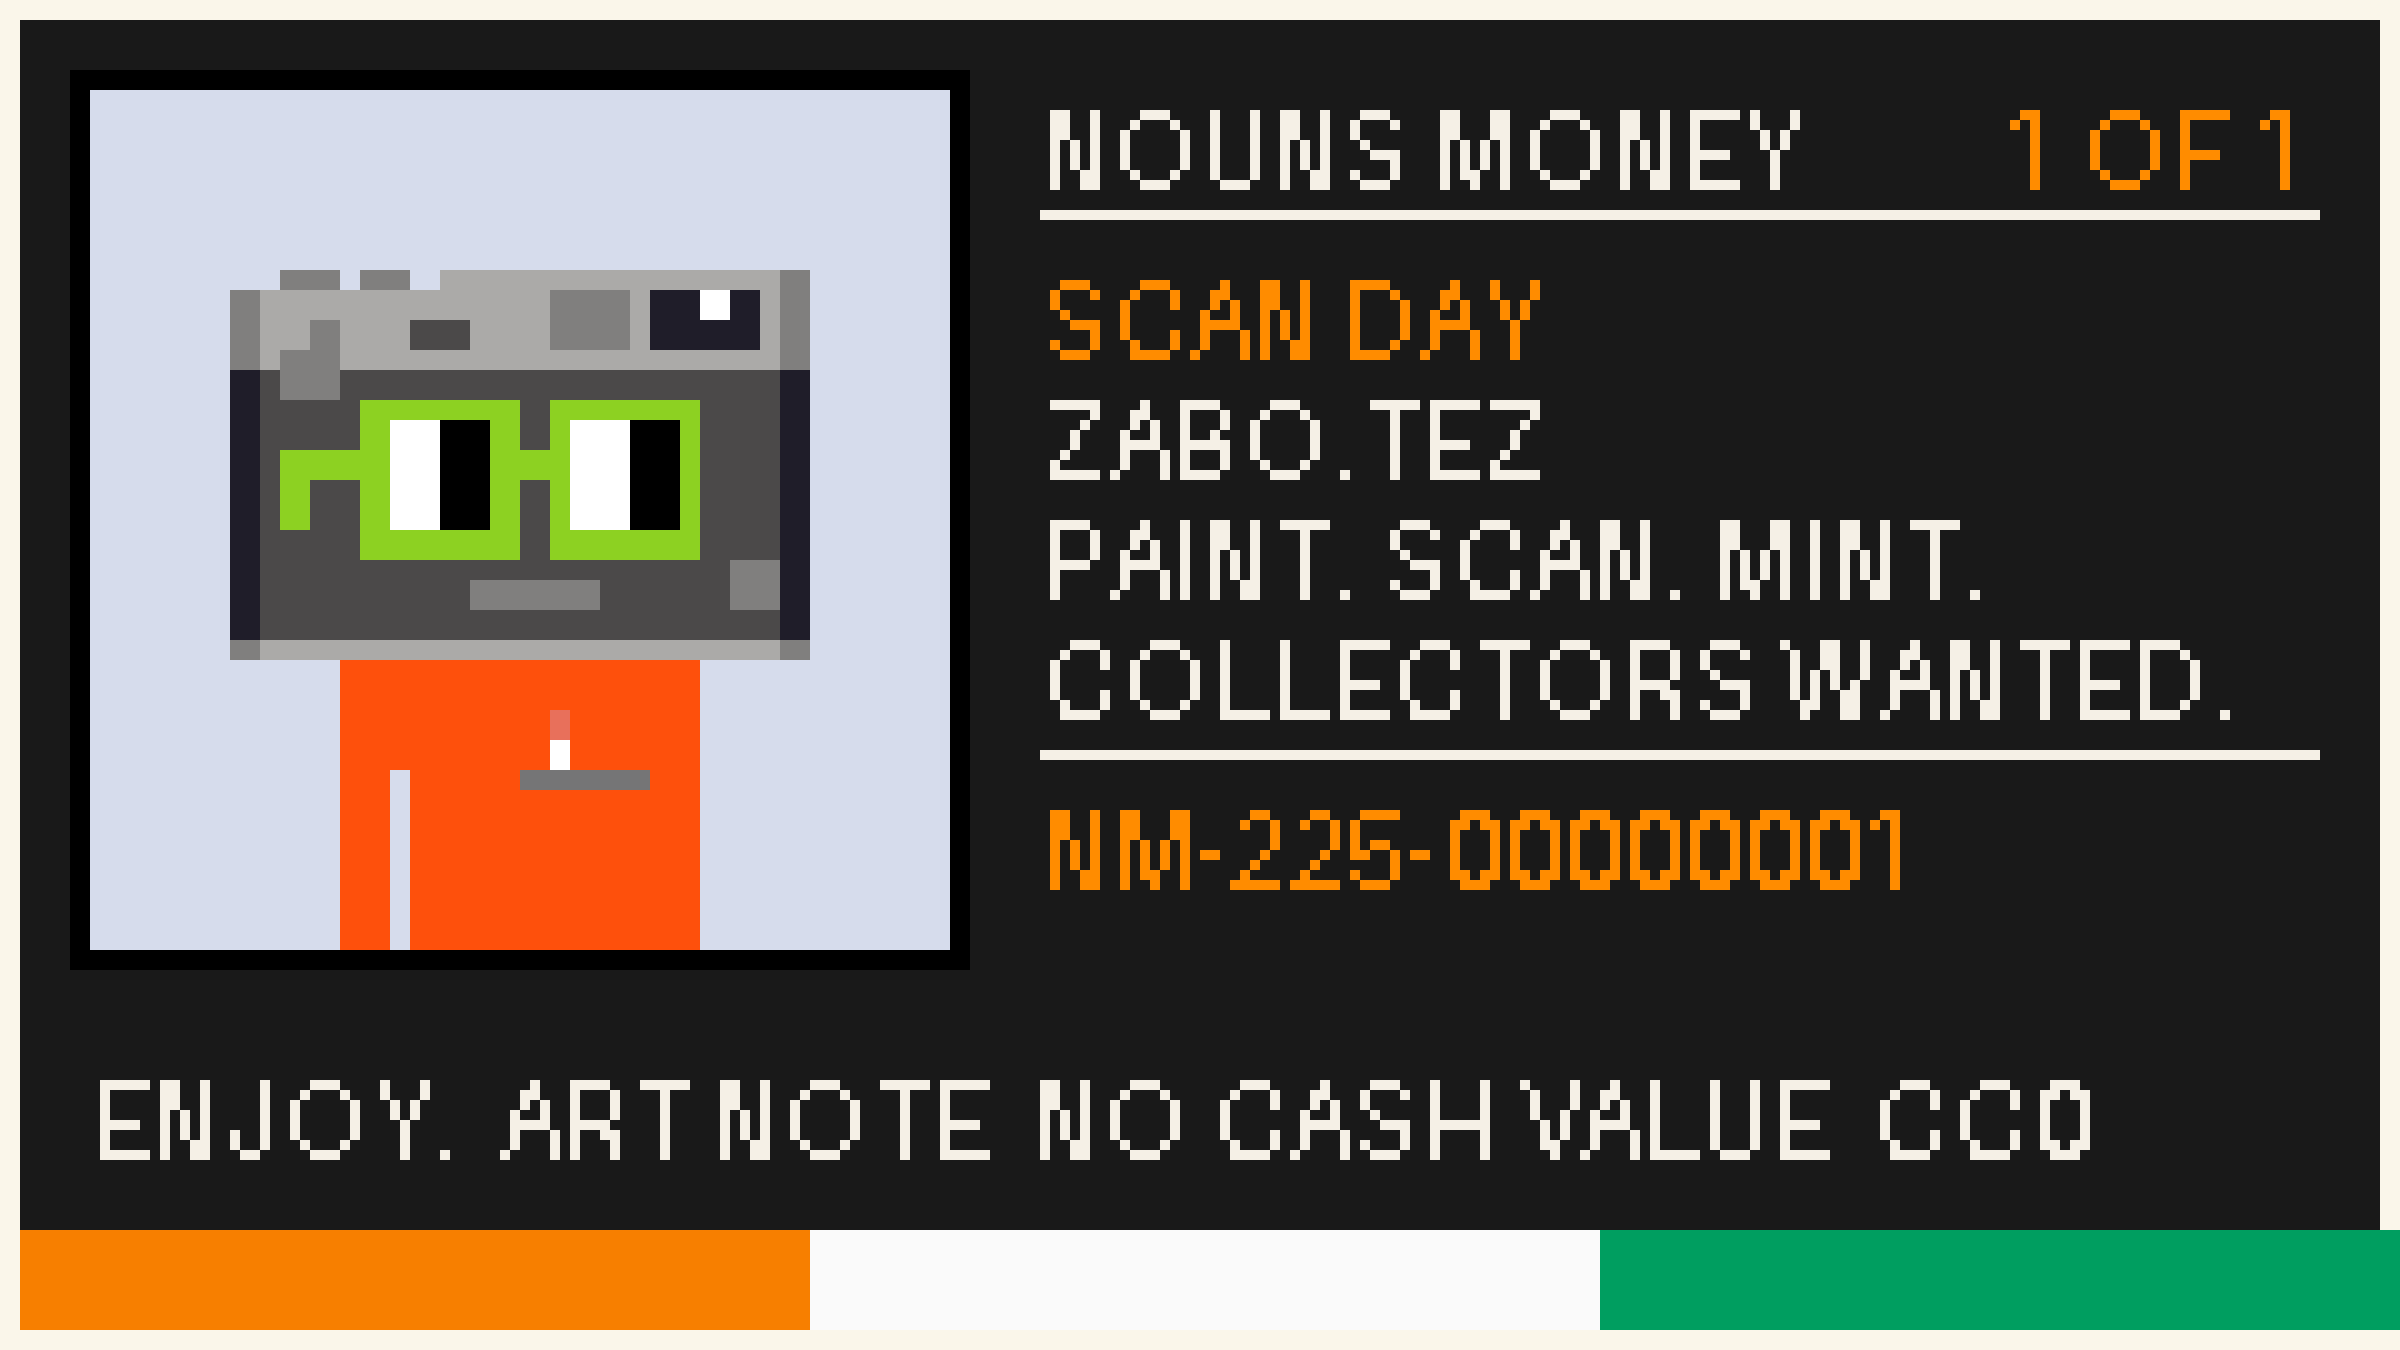 NOUNS MONEY 1 OF 1
SCAN DAY
ZABO.TEZ
PAINT. SCAN. MINT.
COLLECTORS WANTED.
NM-225-00000001
ENJOY. ART NOTE NO CASH VALUE CC0